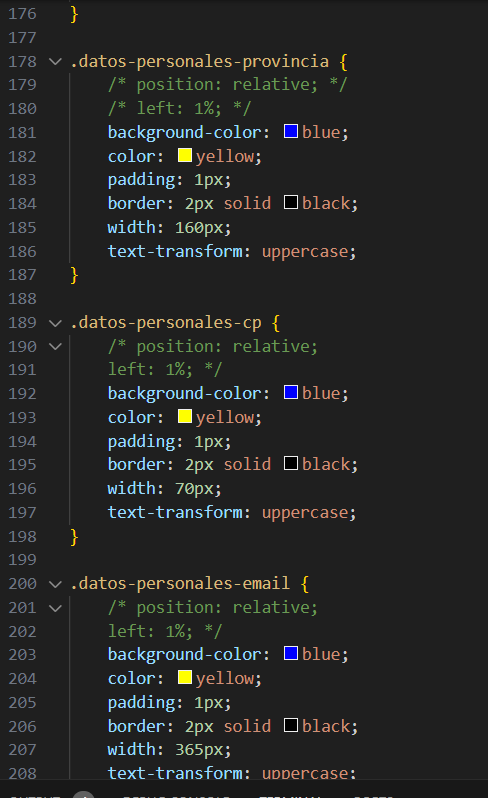 176 }
177
178 .datos-personales-provincia {
179 /* position: relative; */
180 /* left: 1%; */
181 background-color: blue;
182 color: yellow;
183 padding: 1px;
184 border: 2px solid black;
185 width: 160px;
186 text-transform: uppercase;
187 }
188
189 .datos-personales-cp {
190 /* position: relative;
191 left: 1%; */
192 background-color: blue;
193 color: yellow;
194 padding: 1px;
195 border: 2px solid black;
196 width: 70px;
197 text-transform: uppercase;
198 }
199
200 .datos-personales-email {
201 /* position: relative;
202 left: 1%; */
203 background-color: blue;
204 color: yellow;
205 padding: 1px;
206 border: 2px solid black;
207 width: 365px;
208 text-transform: uppercase;